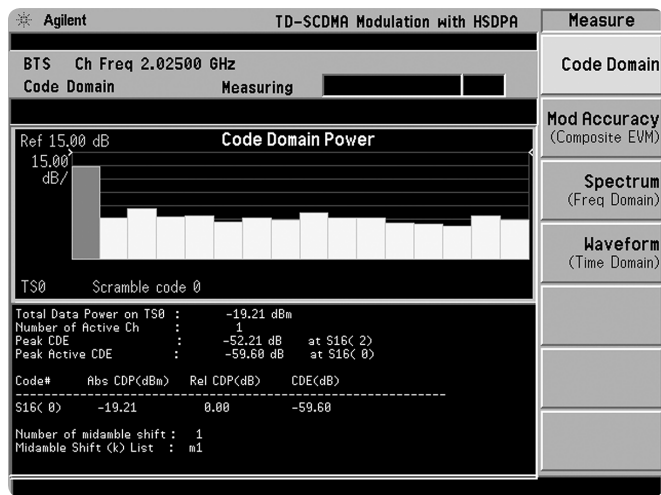 Agilent
TD-SCDMA Modulation with HSDPA
Measure
BTS Ch Freq 2.02500 GHz
Code Domain Measuring
Code Domain
Mod Accuracy
(Composite EVM)
Spectrum
(Freq Domain)
Waveform
(Time Domain)
Ref 15.00 dB
Code Domain Power
15.00
dB/
TS0 Scramble code 0
Total Data Power on TS0 : -19.21 dBm
Number of Active Ch : 1
Peak CDE : -52.21 dB at S16( 2)
Peak Active CDE : -59.60 dB at S16( 0)
Code# Abs CDP(dBm) Rel CDP(dB) CDE(dB)
S16( 0) -19.21 0.00 -59.60
Number of midamble shift : 1
Midamble Shift (k) List : m1